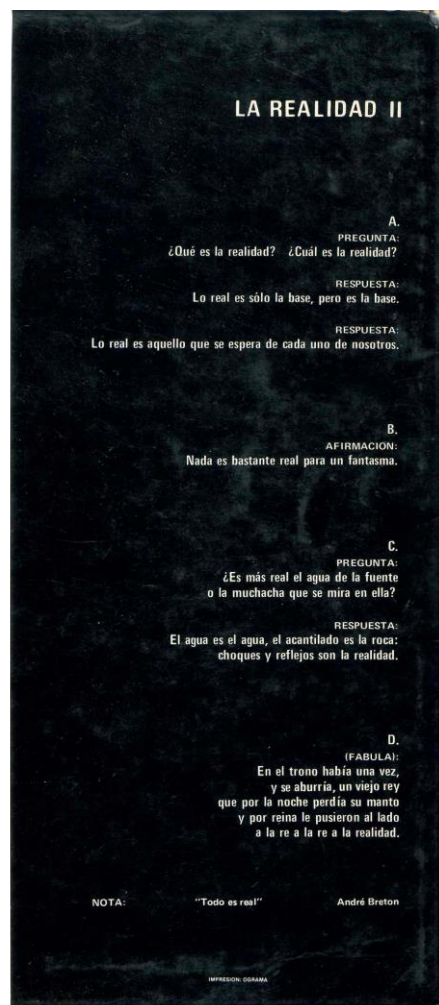 LA REALIDAD II
A.
PREGUNTA:
¿Qué es la realidad? ¿Cuál es la realidad?
RESPUESTA:
Lo real es sólo la base, pero es la base.
RESPUESTA:
Lo real es aquello que se espera de cada uno de nosotros.
B.
AFIRMACION:
Nada es bastante real para un fantasma.
C.
PREGUNTA:
¿Es más real el agua de la fuente
o la muchacha que se mira en ella?
RESPUESTA:
El agua es el agua, el acantilado es la roca:
choques y reflejos son la realidad.
D.
(FABULA):
En el trono había una vez,
y se aburría, un viejo rey
que por la noche perdía su manto
y por reina le pusieron al lado
a la re a la re a la realidad.
NOTA: "Todo es real" André Breton
IMPRESION: OGRAMA